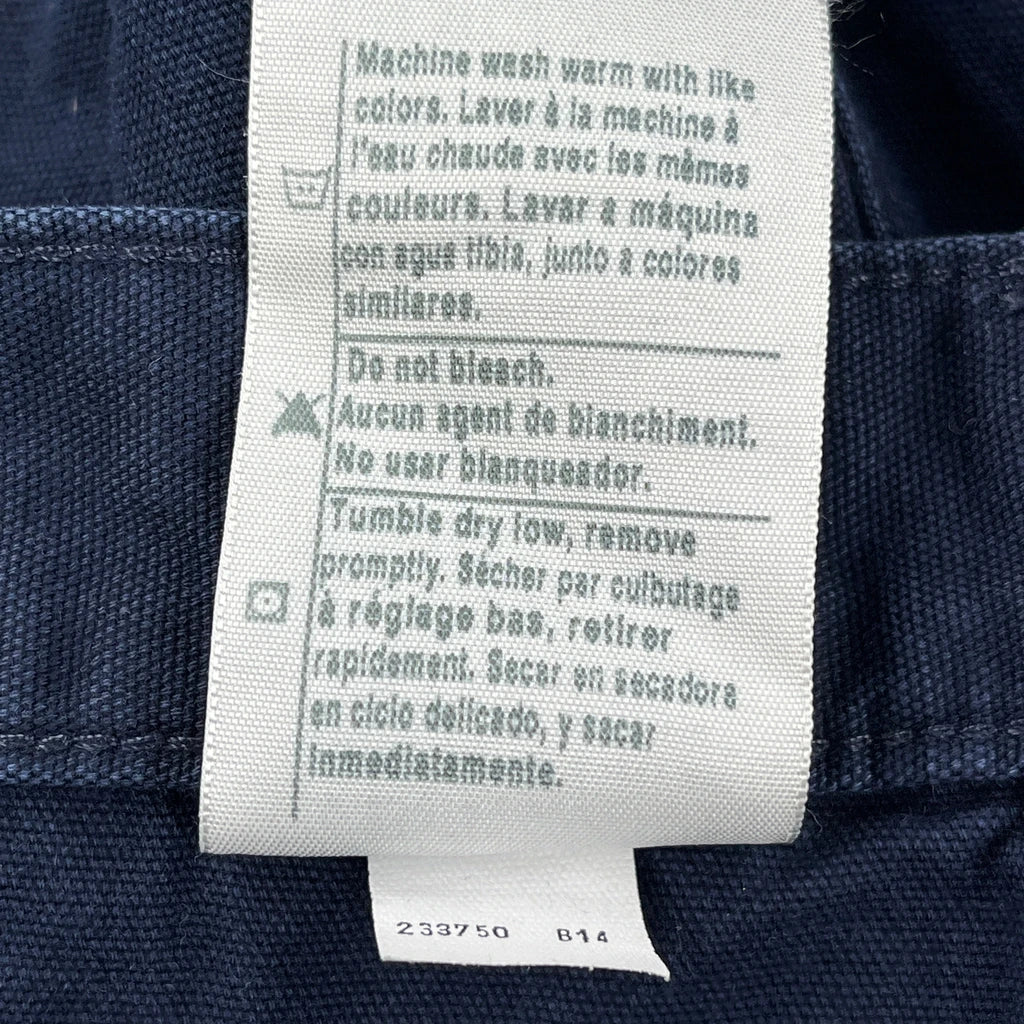 Machine wash warm with like
colors. Laver à la machine à
l'eau chaude avec les mêmes
couleurs. Lavar a máquina
con agua tibia, junto a colores
similares.
Do not bleach.
Aucun agent de blanchiment.
No usar blanqueador.
Tumble dry low, remove
promptly. Sécher par culbutage
à réglage bas, retirer
rapidement. Secar en secadora
en ciclo delicado, y sacar
inmediatamente.
233750 B14